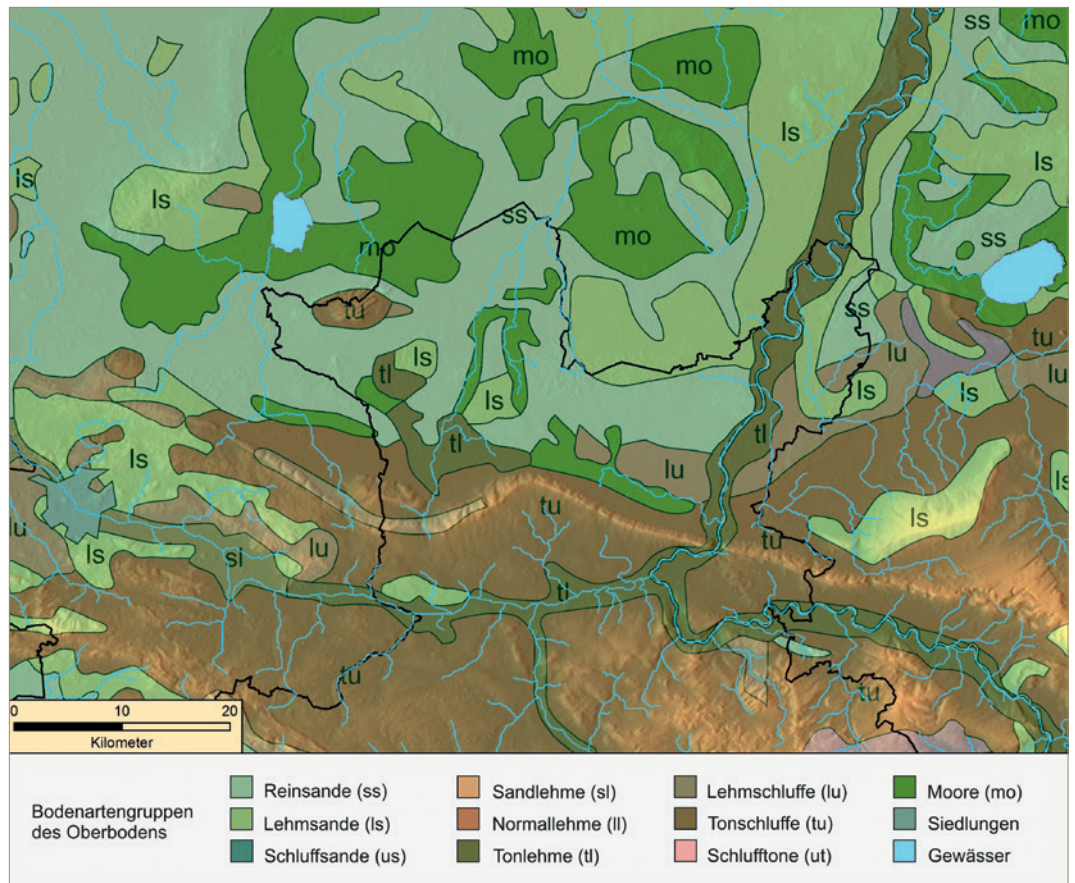 mo
ss
mo
mo
ls
ls
ls
ls
ss
mo
mo
ss
ss
tu
lu
tu
tl
ls
ls
lu
ls
ls
tl
tl
ls
lu
ls
tu
ls
lu
tu
ls
lu
si
tl
tu
tu
0 10 20
Kilometer
Bodenartengruppen
des Oberbodens
Reinsande (ss)
Lehmsande (ls)
Schluffsande (us)
Sandlehme (sl)
Normallehme (ll)
Tonlehme (tl)
Lehmschluffe (lu)
Tonschluffe (tu)
Schlufftone (ut)
Moore (mo)
Siedlungen
Gewässer